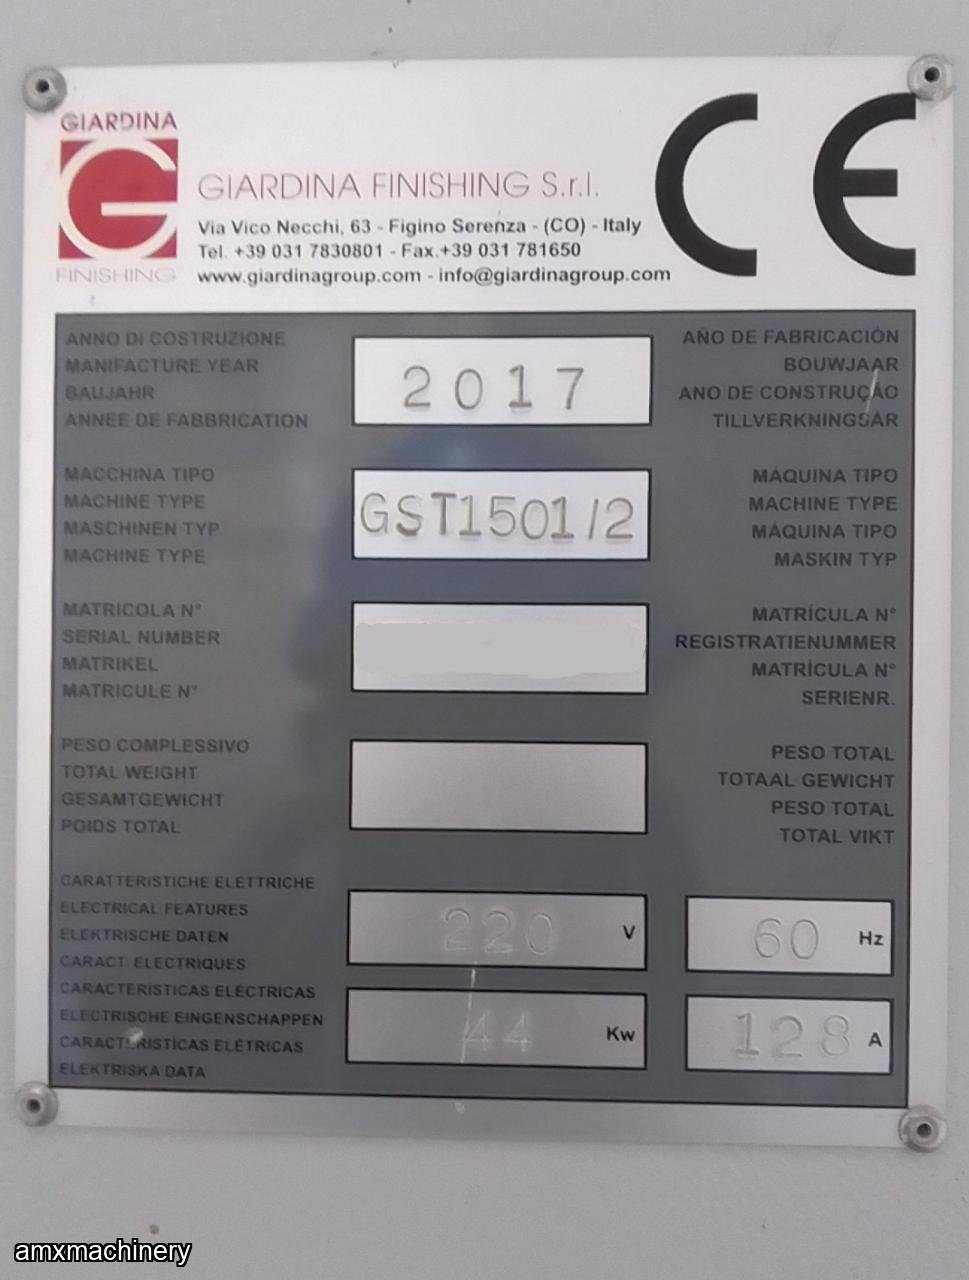 GIARDINA
FINISHING
GIARDINA FINISHING S.r.l.
Via Vico Necchi, 63 - Figino Serenza - (CO) - Italy
Tel. +39 031 7830801 - Fax.+39 031 781650
www.giardinagroup.com - info@giardinagroup.com
CE
ANNO DI COSTRUZIONE
MANIFACTURE YEAR
BAUJAHR
ANNEE DE FABBRICATION
2017
AÑO DE FABRICACIÓN
BOUWJAAR
ANO DE CONSTRUÇAO
TILLVERKNINGSAR
MACCHINA TIPO
MACHINE TYPE
MASCHINEN TYP
MACHINE TYPE
GST1501/2
MÁQUINA TIPO
MACHINE TYPE
MÁQUINA TIPO
MASKIN TYP
MATRICOLA N°
SERIAL NUMBER
MATRIKEL
MATRICULE N°
MATRÍCULA N°
REGISTRATIENUMMER
MATRÍCULA N°
SERIENR.
PESO COMPLESSIVO
TOTAL WEIGHT
GESAMTGEWICHT
POIDS TOTAL
PESO TOTAL
TOTAAL GEWICHT
PESO TOTAL
TOTAL VIKT
CARATTERISTICHE ELETTRICHE
ELECTRICAL FEATURES
ELEKTRISCHE DATEN
CARACT. ELECTRIQUES
CARACTERÍSTICAS ELÉCTRICAS
ELECTRISCHE EINGENSCHAPPEN
CARACTERISTÍCAS ELÉTRICAS
ELEKTRISKA DATA
220 V
60 Hz
44 Kw
128 A
amxmachinery